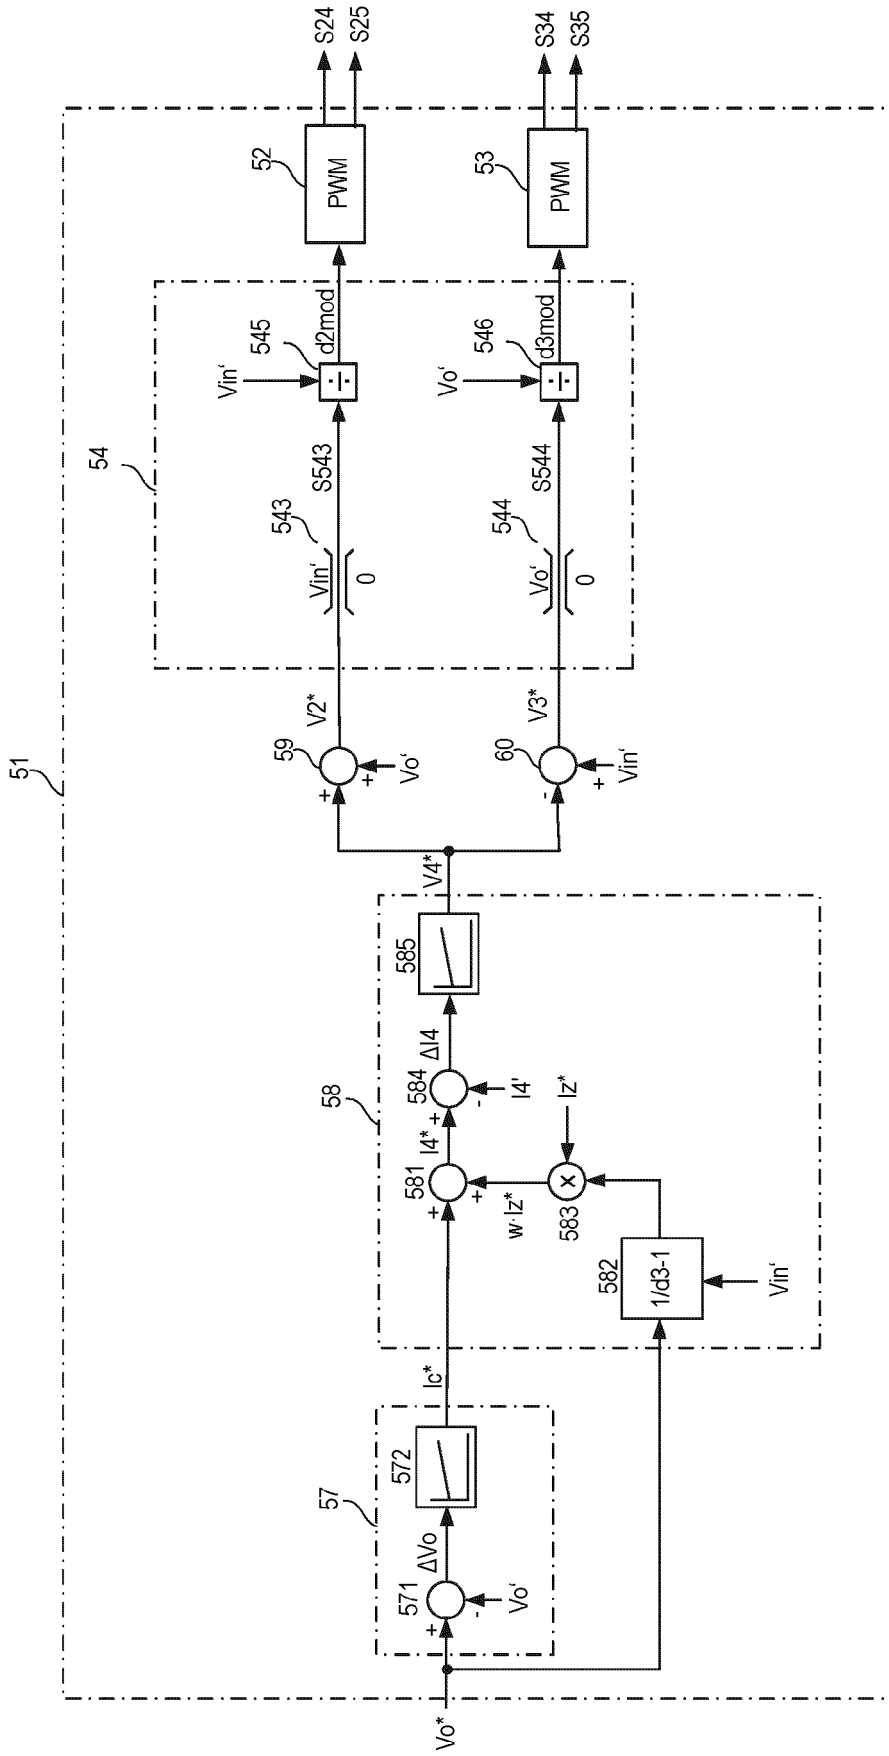 51
Vo*
57
571
+
-
Vo'
ΔVo
572
Ic*
58
582
1/d3-1
Vin'
583
x
Iz*
w·Iz*
581
+
+
I4*
584
+
-
I4'
ΔI4
585
V4*
59
+
+
Vo'
V2*
60
-
+
Vin'
V3*
54
543
Vin'
0
S543
545
Vin'
÷
d2mod
52
PWM
S24
S25
544
Vo'
0
S544
546
Vo'
÷
d3mod
53
PWM
S34
S35